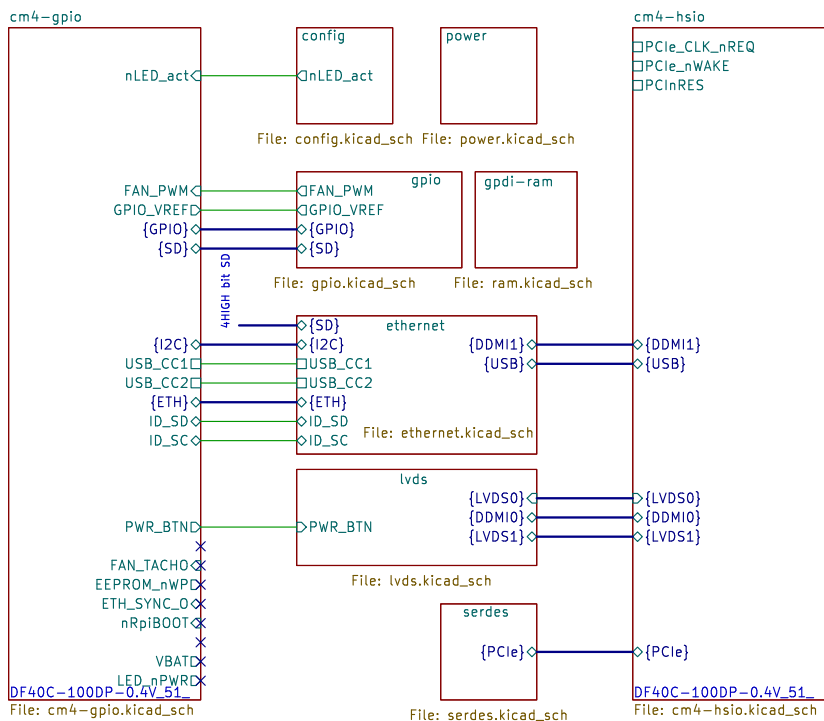 cm4-gpio
nLED_act
FAN_PWM
GPIO_VREF
{GPIO}
{SD}
{I2C}
USB_CC1
USB_CC2
{ETH}
ID_SD
ID_SC
PWR_BTN
FAN_TACHO
EEPROM_nWP
ETH_SYNC_O
nRpiBOOT
VBAT
LED_nPWR
DF40C-100DP-0.4V_51_
File: cm4-gpio.kicad_sch
config
nLED_act
File: config.kicad_sch
power
File: power.kicad_sch
gpio
FAN_PWM
GPIO_VREF
{GPIO}
{SD}
File: gpio.kicad_sch
gpdi-ram
File: ram.kicad_sch
4HIGH bit SD
ethernet
{SD}
{I2C}
USB_CC1
USB_CC2
{ETH}
ID_SD
ID_SC
{DDMI1}
{USB}
File: ethernet.kicad_sch
lvds
PWR_BTN
{LVDS0}
{DDMI0}
{LVDS1}
File: lvds.kicad_sch
serdes
{PCIe}
File: serdes.kicad_sch
cm4-hsio
PCIe_CLK_nREQ
PCIe_nWAKE
PCInRES
{DDMI1}
{USB}
{LVDS0}
{DDMI0}
{LVDS1}
{PCIe}
DF40C-100DP-0.4V_51_
File: cm4-hsio.kicad_sch